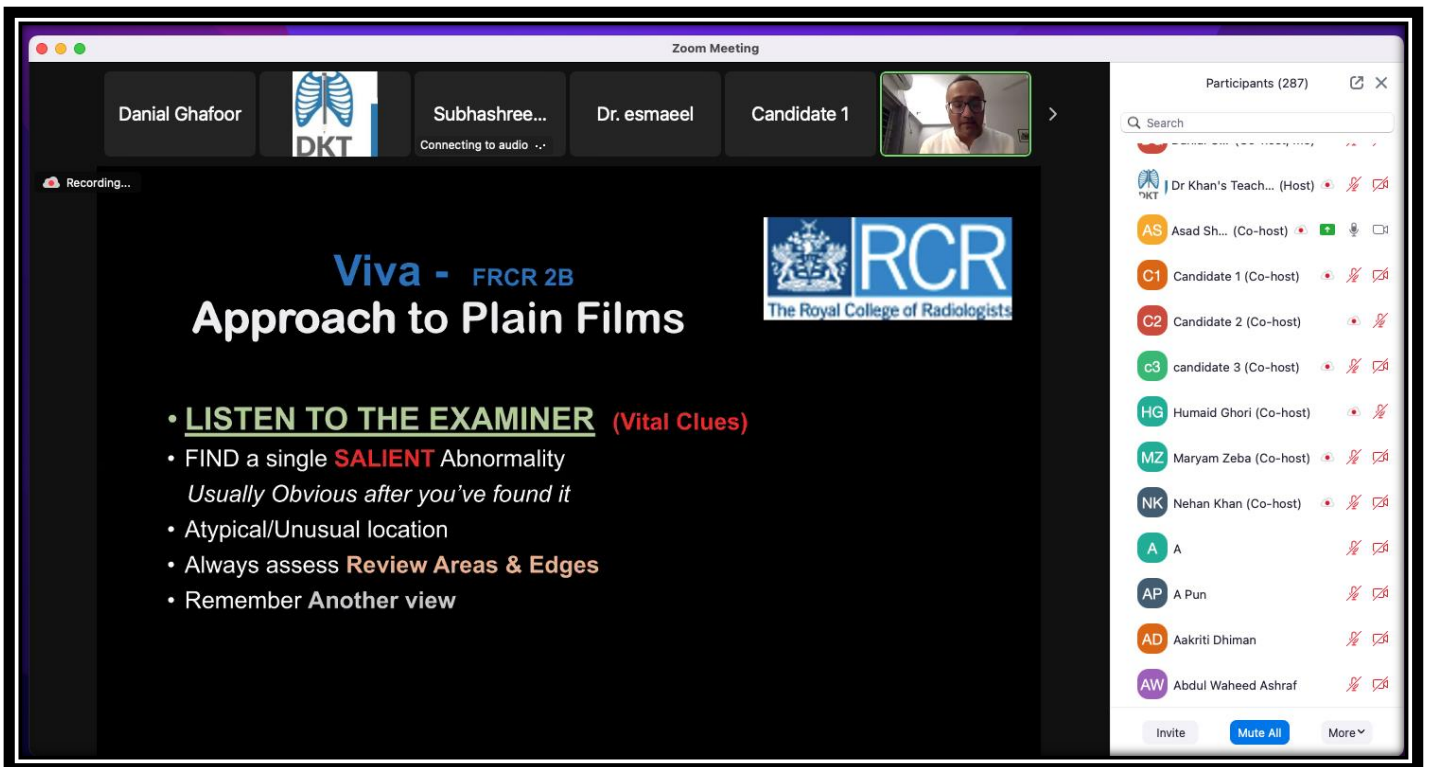 Zoom Meeting
Danial Ghafoor
DKT
Subhashree...
Connecting to audio
Dr. esmaeel
Candidate 1
Recording...
Viva - FRCR 2B
Approach to Plain Films
RCR
The Royal College of Radiologists
• LISTEN TO THE EXAMINER (Vital Clues)
• FIND a single SALIENT Abnormality
Usually Obvious after you've found it
• Atypical/Unusual location
• Always assess Review Areas & Edges
• Remember Another view
Participants (287)
Search
DKT Dr Khan's Teach... (Host)
AS Asad Sh... (Co-host)
C1 Candidate 1 (Co-host)
C2 Candidate 2 (Co-host)
c3 candidate 3 (Co-host)
HG Humaid Ghori (Co-host)
MZ Maryam Zeba (Co-host)
NK Nehan Khan (Co-host)
A A
AP A Pun
AD Aakriti Dhiman
AW Abdul Waheed Ashraf
Invite
Mute All
More